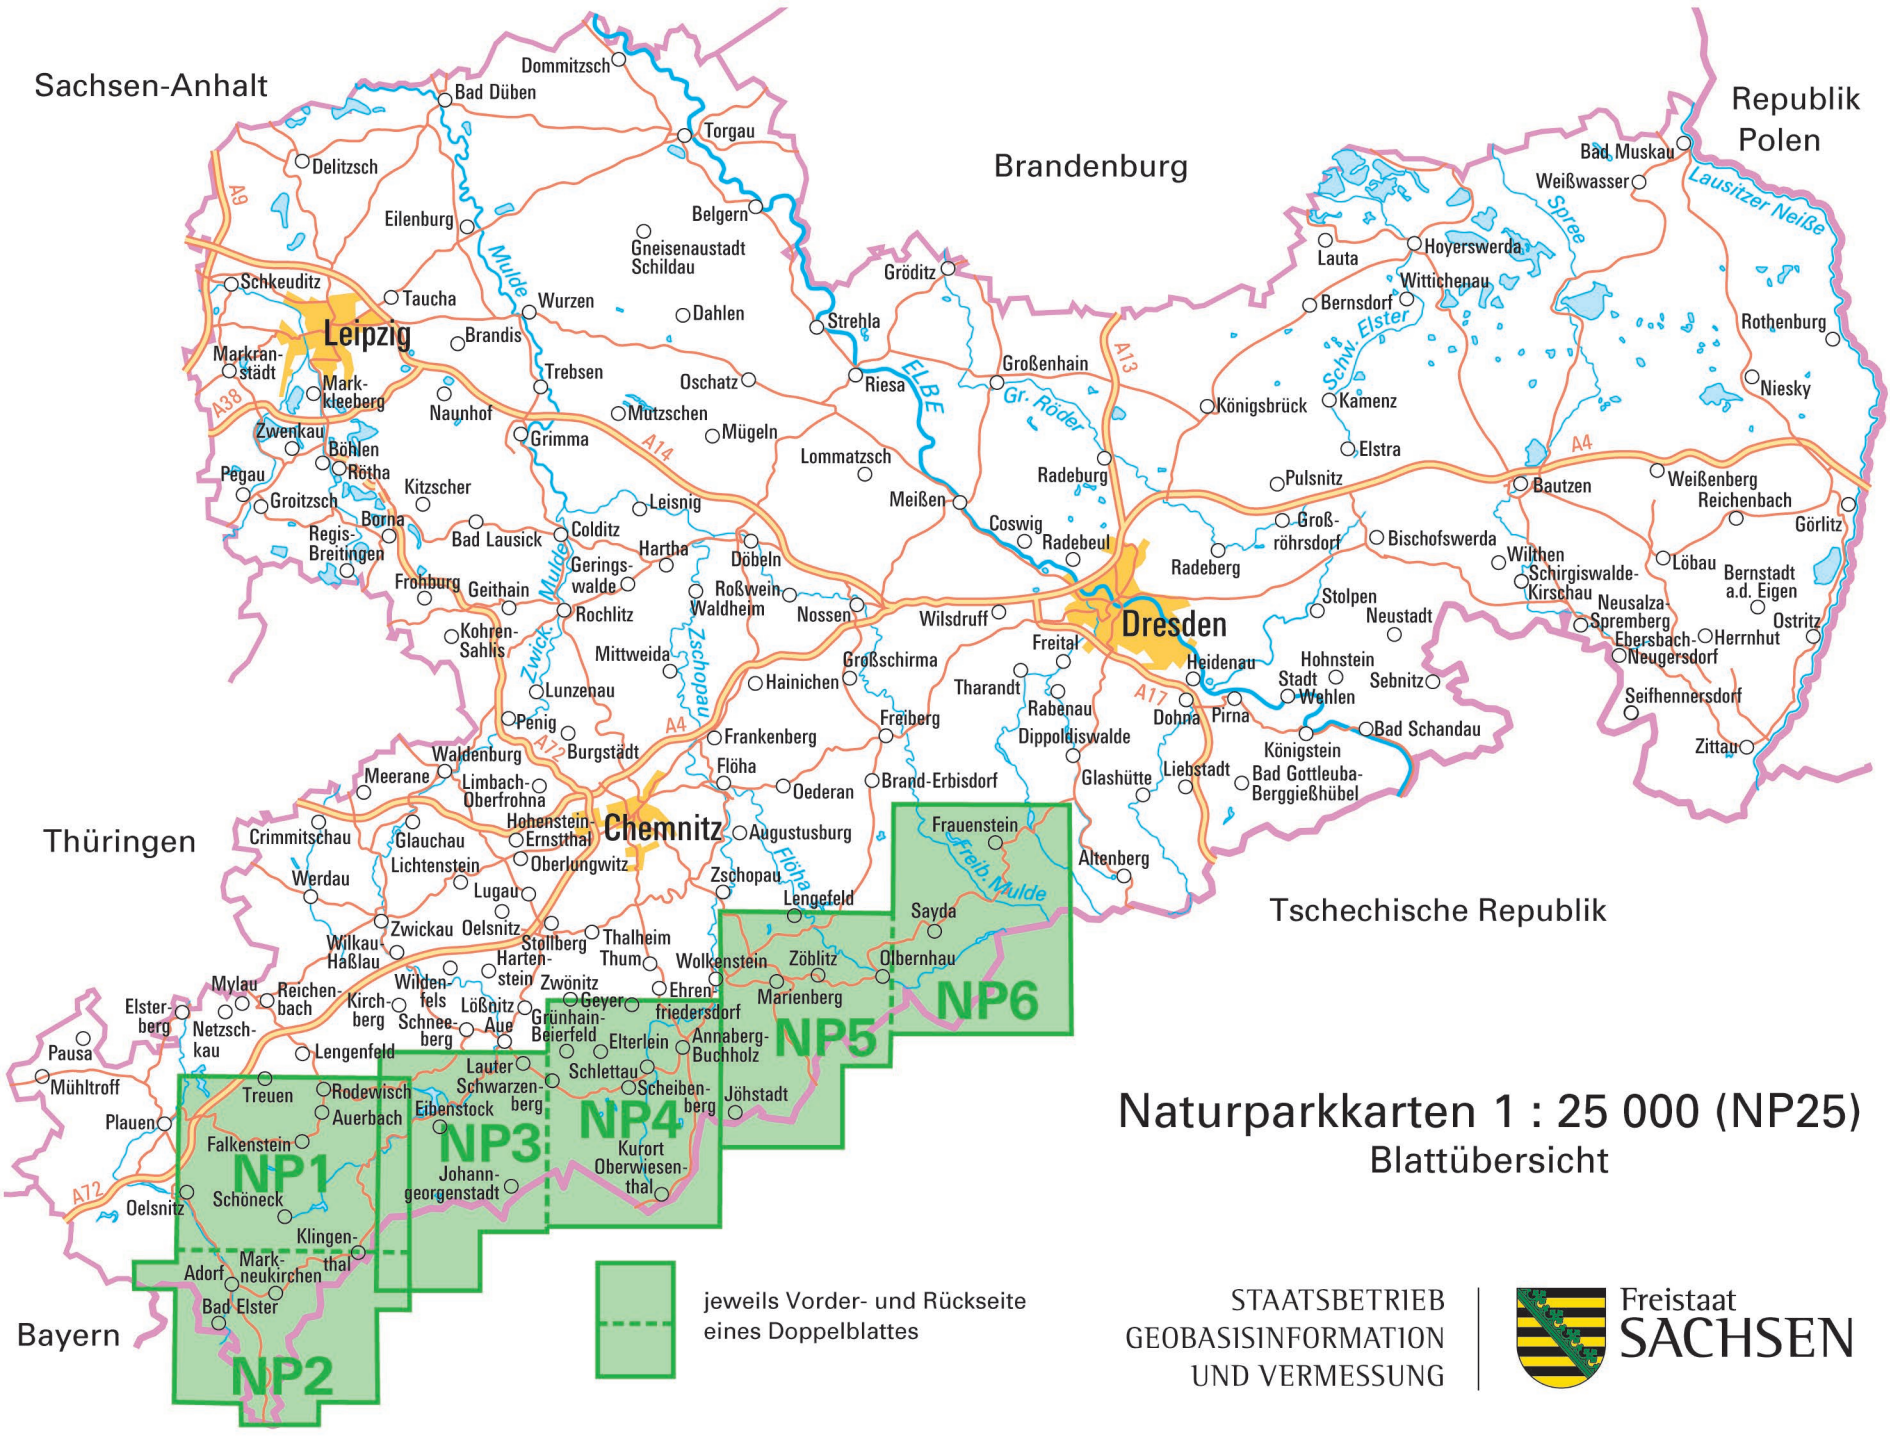 Sachsen-Anhalt
Dommitzsch
Bad Düben
Torgau
Republik
Polen
Brandenburg
Bad Muskau
Weißwasser
Lausitzer Neiße
Delitzsch
A9
Eilenburg
Belgern
Spree
Mulde
Gneisenaustadt
Schildau
Gröditz
Lauta
Hoyerswerda
Schkeuditz
Taucha
Wurzen
Dahlen
Strehla
Bernsdorf
Wittichenau
Rothenburg
Leipzig
Brandis
Schw. Elster
Markran-
städt
Mark-
kleeberg
Trebsen
Oschatz
Riesa
ELBE
Großenhain
A13
Niesky
A38
Naunhof
Mutzschen
Gr. Röder
Königsbrück
Kamenz
Zwenkau
Grimma
Mügeln
A14
Elstra
A4
Böhlen
Lommatzsch
Pegau
Rötha
Radeburg
Pulsnitz
Bautzen
Weißenberg
Kitzscher
Groitzsch
Leisnig
Meißen
Reichenbach
Borna
Coswig
Groß-
röhrsdorf
Görlitz
Regis-
Breitingen
Bad Lausick
Colditz
Hartha
Döbeln
Radebeul
Bischofswerda
Wilthen
Mulde
Gerings-
walde
Radeberg
Löbau
Schirgiswalde-
Kirschau
Bernstadt
a.d. Eigen
Frohburg
Geithain
Roßwein
Waldheim
Stolpen
Neusalza-
Spremberg
Rochlitz
Nossen
Wilsdruff
Dresden
Neustadt
Ostritz
Kohren-
Sahlis
Zwick.
Zschopau
Ebersbach-
Neugersdorf
Herrnhut
Mittweida
Großschirma
Freital
Heidenau
Hohnstein
Hainichen
Tharandt
Stadt
Wehlen
Sebnitz
Lunzenau
A17
Rabenau
Dohna
Pirna
Seifhennersdorf
Penig
A4
Freiberg
Bad Schandau
Frankenberg
Dippoldiswalde
Zittau
A72
Burgstädt
Königstein
Waldenburg
Meerane
Flöha
Glashütte
Liebstadt
Bad Gottleuba-
Berggießhübel
Limbach-
Oberfrohna
Oederan
Brand-Erbisdorf
Thüringen
Crimmitschau
Glauchau
Hohenstein-
Ernstthal
Chemnitz
Augustusburg
Frauenstein
Lichtenstein
Oberlungwitz
Flöha
Freib. Mulde
Altenberg
Werdau
Lugau
Zschopau
Lengefeld
Tschechische Republik
Sayda
Zwickau
Oelsnitz
Stollberg
Thalheim
Wilkau-
Haßlau
Harten-
stein
Thum
Wolkenstein
Zöblitz
Olbernhau
Mylau
Reichen-
bach
Wilden-
fels
Zwönitz
Marienberg
NP6
Elster-
berg
Netzsch-
kau
Kirch-
berg
Lößnitz
Geyer
Ehren-
friedersdorf
Schnee-
berg
Aue
Grünhain-
Beierfeld
NP5
Pausa
Lengenfeld
Elterlein
Annaberg-
Buchholz
Mühltroff
Lauter
Schlettau
Treuen
Rodewisch
Schwarzen-
berg
Scheiben-
berg
Jöhstadt
Plauen
Auerbach
Eibenstock
NP4
Falkenstein
NP3
NP1
Kurort
Oberwiesen-
thal
Johann-
georgenstadt
A72
Oelsnitz
Schöneck
Klingen-
thal
Adorf
Mark-
neukirchen
Bad Elster
Bayern
NP2
Naturparkkarten 1 : 25 000 (NP25)
Blattübersicht
jeweils Vorder- und Rückseite
eines Doppelblattes
STAATSBETRIEB
GEOBASISINFORMATION
UND VERMESSUNG
Freistaat
SACHSEN